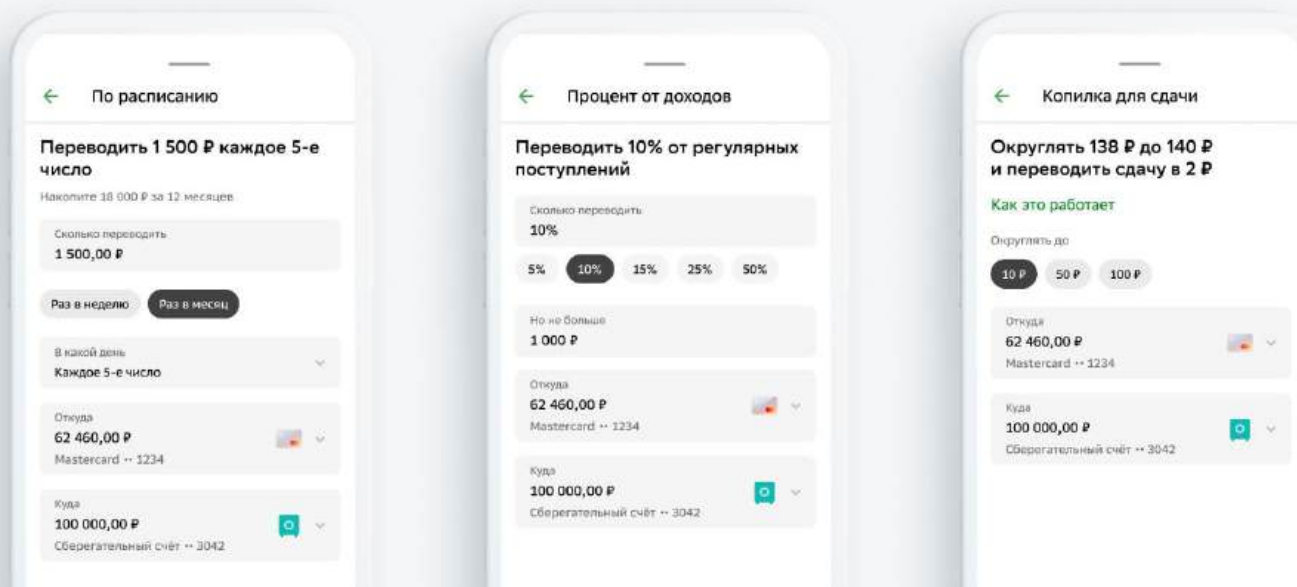 По расписанию
Переводить 1 500 ₽ каждое 5-е
число
Накопите 18 000 ₽ за 12 месяцев
Сколько переводить
1 500,00 ₽
Раз в неделю Раз в месяц
В какой день
Каждое 5-е число
Откуда
62 460,00 ₽
Mastercard •• 1234
Куда
100 000,00 ₽
Сберегательный счёт •• 3042
Процент от доходов
Переводить 10% от регулярных
поступлений
Сколько переводить
10%
5% 10% 15% 25% 50%
Но не больше
1 000 ₽
Откуда
62 460,00 ₽
Mastercard •• 1234
Куда
100 000,00 ₽
Сберегательный счёт •• 3042
Копилка для сдачи
Округлять 138 ₽ до 140 ₽
и переводить сдачу в 2 ₽
Как это работает
Округлять до
10 ₽ 50 ₽ 100 ₽
Откуда
62 460,00 ₽
Mastercard •• 1234
Куда
100 000,00 ₽
Сберегательный счёт •• 3042